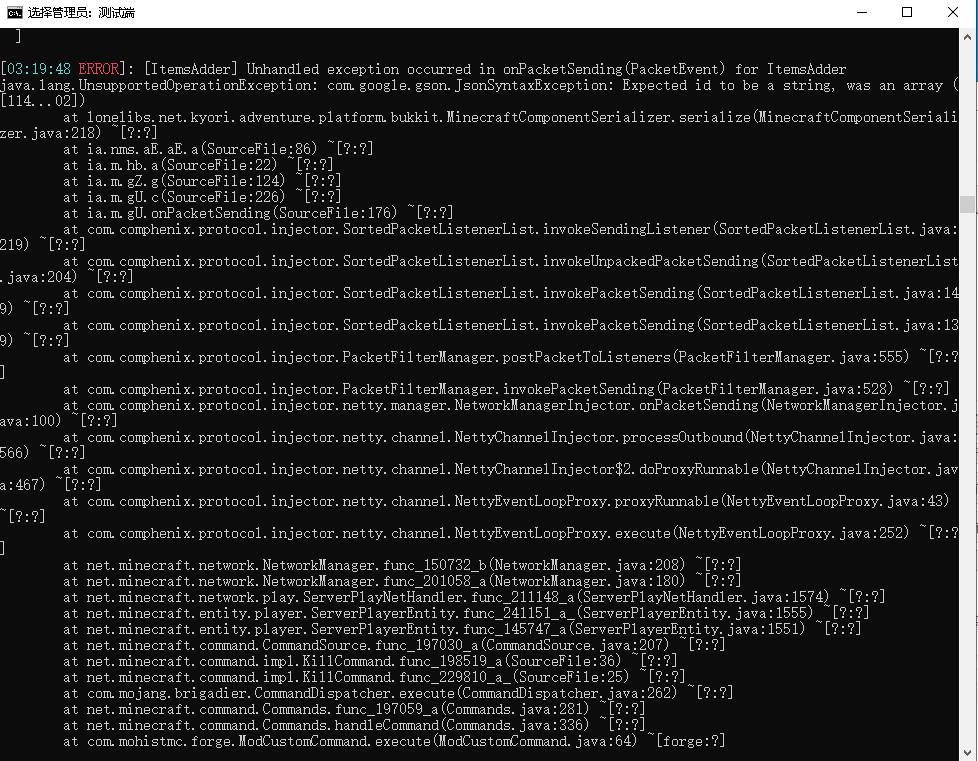 选择管理员: 测试端
]
[03:19:48 ERROR]: [ItemsAdder] Unhandled exception occurred in onPacketSending(PacketEvent) for ItemsAdder
java.lang.UnsupportedOperationException: com.google.gson.JsonSyntaxException: Expected id to be a string, was an array (
[114...02])
at lonelibs.net.kyori.adventure.platform.bukkit.MinecraftComponentSerializer.serialize(MinecraftComponentSeriali
zer.java:218) ~[?:?]
at ia.nms.aE.aE.a(SourceFile:86) ~[?:?]
at ia.m.hb.a(SourceFile:22) ~[?:?]
at ia.m.gZ.g(SourceFile:124) ~[?:?]
at ia.m.gU.c(SourceFile:226) ~[?:?]
at ia.m.gU.onPacketSending(SourceFile:176) ~[?:?]
at com.comphenix.protocol.injector.SortedPacketListenerList.invokeSendingListener(SortedPacketListenerList.java:
219) ~[?:?]
at com.comphenix.protocol.injector.SortedPacketListenerList.invokeUnpackedPacketSending(SortedPacketListenerList
.java:204) ~[?:?]
at com.comphenix.protocol.injector.SortedPacketListenerList.invokePacketSending(SortedPacketListenerList.java:14
9) ~[?:?]
at com.comphenix.protocol.injector.SortedPacketListenerList.invokePacketSending(SortedPacketListenerList.java:13
9) ~[?:?]
at com.comphenix.protocol.injector.PacketFilterManager.postPacketToListeners(PacketFilterManager.java:555) ~[?:?
]
at com.comphenix.protocol.injector.PacketFilterManager.invokePacketSending(PacketFilterManager.java:528) ~[?:?]
at com.comphenix.protocol.injector.netty.manager.NetworkManagerInjector.onPacketSending(NetworkManagerInjector.j
ava:100) ~[?:?]
at com.comphenix.protocol.injector.netty.channel.NettyChannelInjector.processOutbound(NettyChannelInjector.java:
566) ~[?:?]
at com.comphenix.protocol.injector.netty.channel.NettyChannelInjector$2.doProxyRunnable(NettyChannelInjector.jav
a:467) ~[?:?]
at com.comphenix.protocol.injector.netty.channel.NettyEventLoopProxy.proxyRunnable(NettyEventLoopProxy.java:43)
~[?:?]
at com.comphenix.protocol.injector.netty.channel.NettyEventLoopProxy.execute(NettyEventLoopProxy.java:252) ~[?:?
]
at net.minecraft.network.NetworkManager.func_150732_b(NetworkManager.java:208) ~[?:?]
at net.minecraft.network.NetworkManager.func_201058_a(NetworkManager.java:180) ~[?:?]
at net.minecraft.network.play.ServerPlayNetHandler.func_211148_a(ServerPlayNetHandler.java:1574) ~[?:?]
at net.minecraft.entity.player.ServerPlayerEntity.func_241151_a_(ServerPlayerEntity.java:1555) ~[?:?]
at net.minecraft.entity.player.ServerPlayerEntity.func_145747_a(ServerPlayerEntity.java:1551) ~[?:?]
at net.minecraft.command.CommandSource.func_197030_a(CommandSource.java:207) ~[?:?]
at net.minecraft.command.impl.KillCommand.func_198519_a(SourceFile:36) ~[?:?]
at net.minecraft.command.impl.KillCommand.func_229810_a_(SourceFile:25) ~[?:?]
at com.mojang.brigadier.CommandDispatcher.execute(CommandDispatcher.java:262) ~[?:?]
at net.minecraft.command.Commands.func_197059_a(Commands.java:281) ~[?:?]
at net.minecraft.command.Commands.handleCommand(Commands.java:336) ~[?:?]
at com.mohistmc.forge.ModCustomCommand.execute(ModCustomCommand.java:64) ~[forge:?]